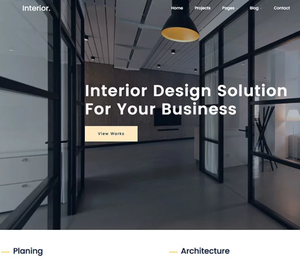 Interior.
Home Projects Pages Blog Contact
Interior Design Solution
For Your Business
View Works
Planing
Architecture